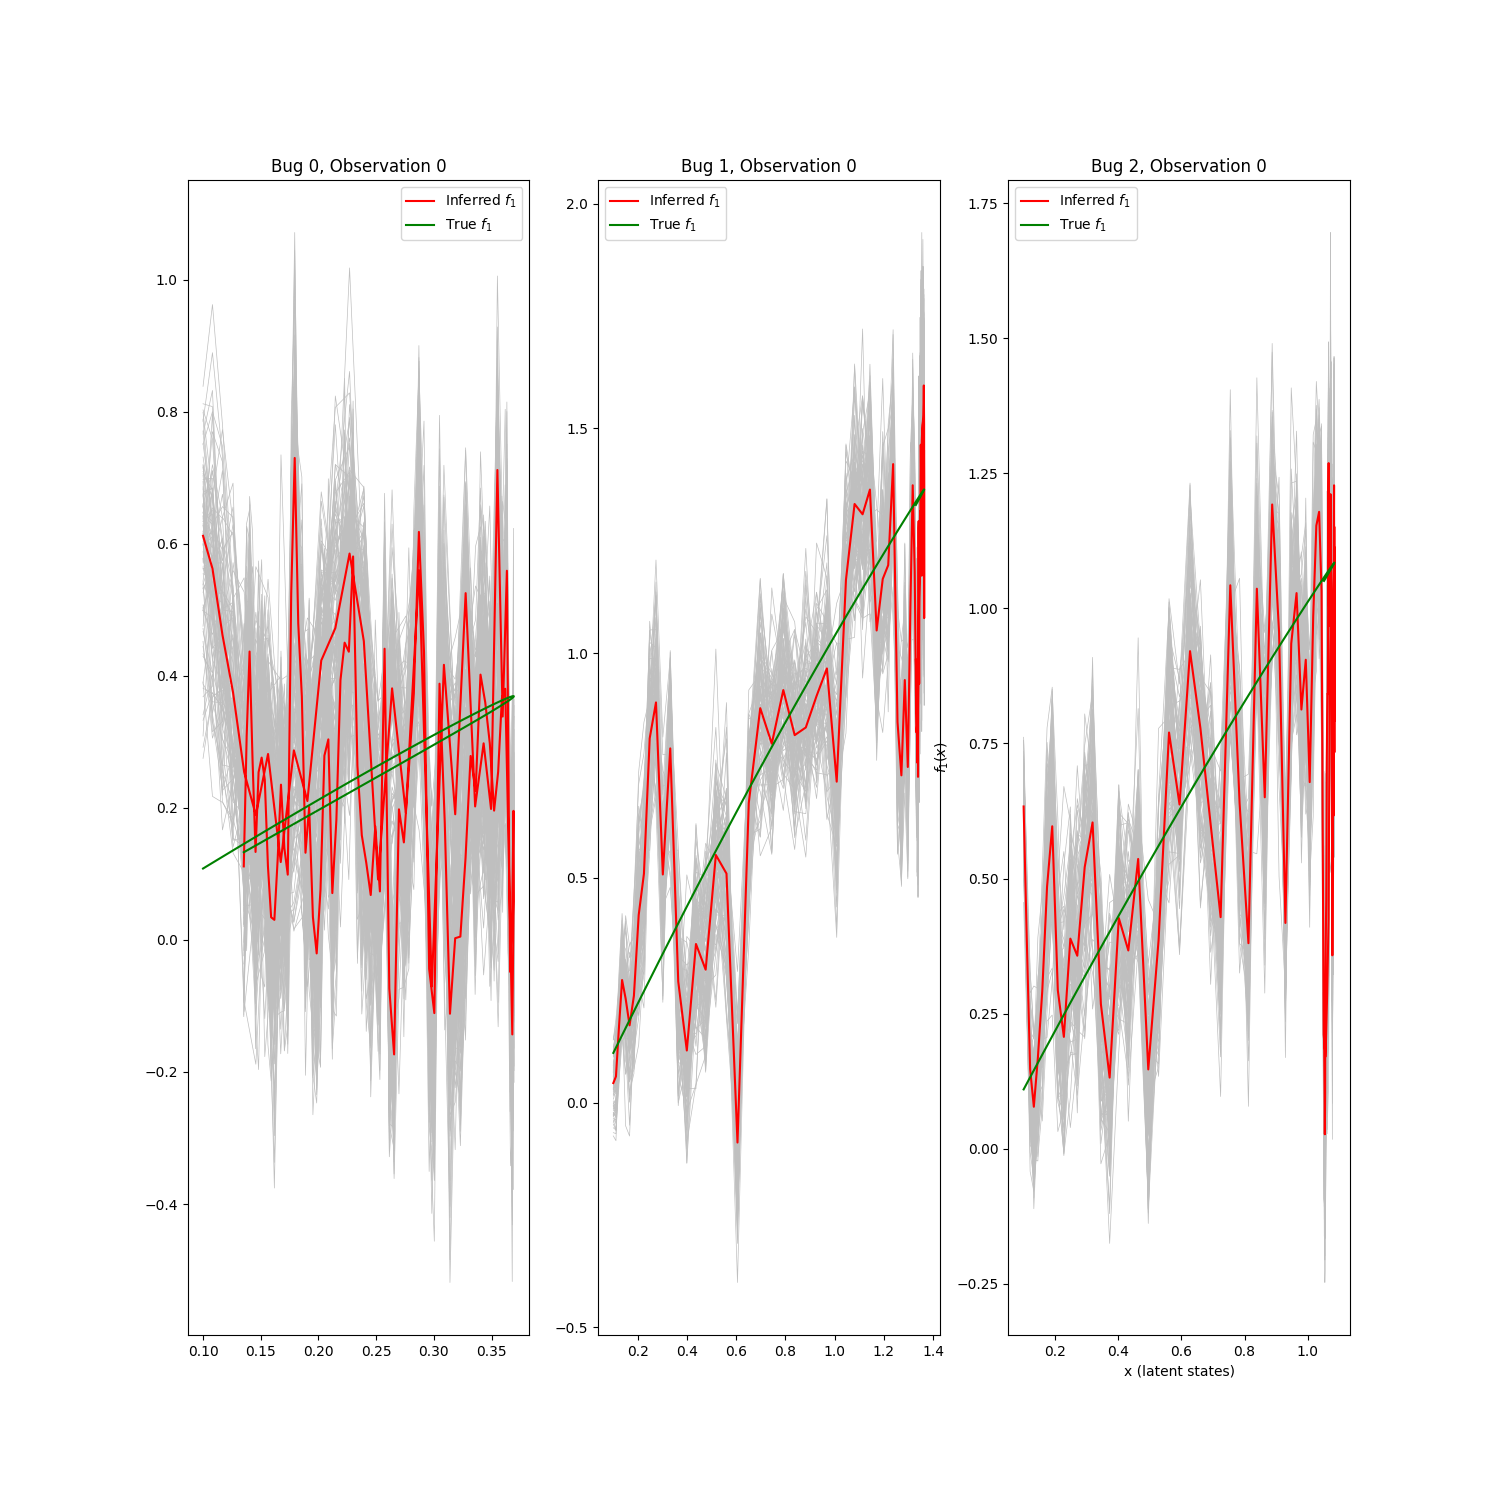 Bug 0, Observation 0
Inferred f₁
True f₁
1.0
0.8
0.6
0.4
0.2
0.0
−0.2
−0.4
0.10 0.15 0.20 0.25 0.30 0.35
Bug 1, Observation 0
Inferred f₁
True f₁
2.0
1.5
1.0
0.5
0.0
−0.5
0.2 0.4 0.6 0.8 1.0 1.2 1.4
Bug 2, Observation 0
Inferred f₁
True f₁
1.75
1.50
1.25
1.00
0.75
0.50
0.25
0.00
−0.25
f₁(x)
0.2 0.4 0.6 0.8 1.0
x (latent states)